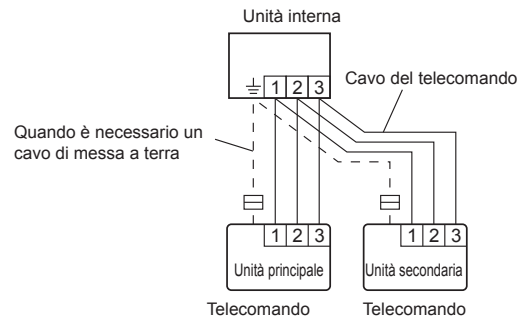 Unità interna
1 2 3
Cavo del telecomando
Quando è necessario un
cavo di messa a terra
1 2 3
1 2 3
Unità principale
Unità secondaria
Telecomando
Telecomando